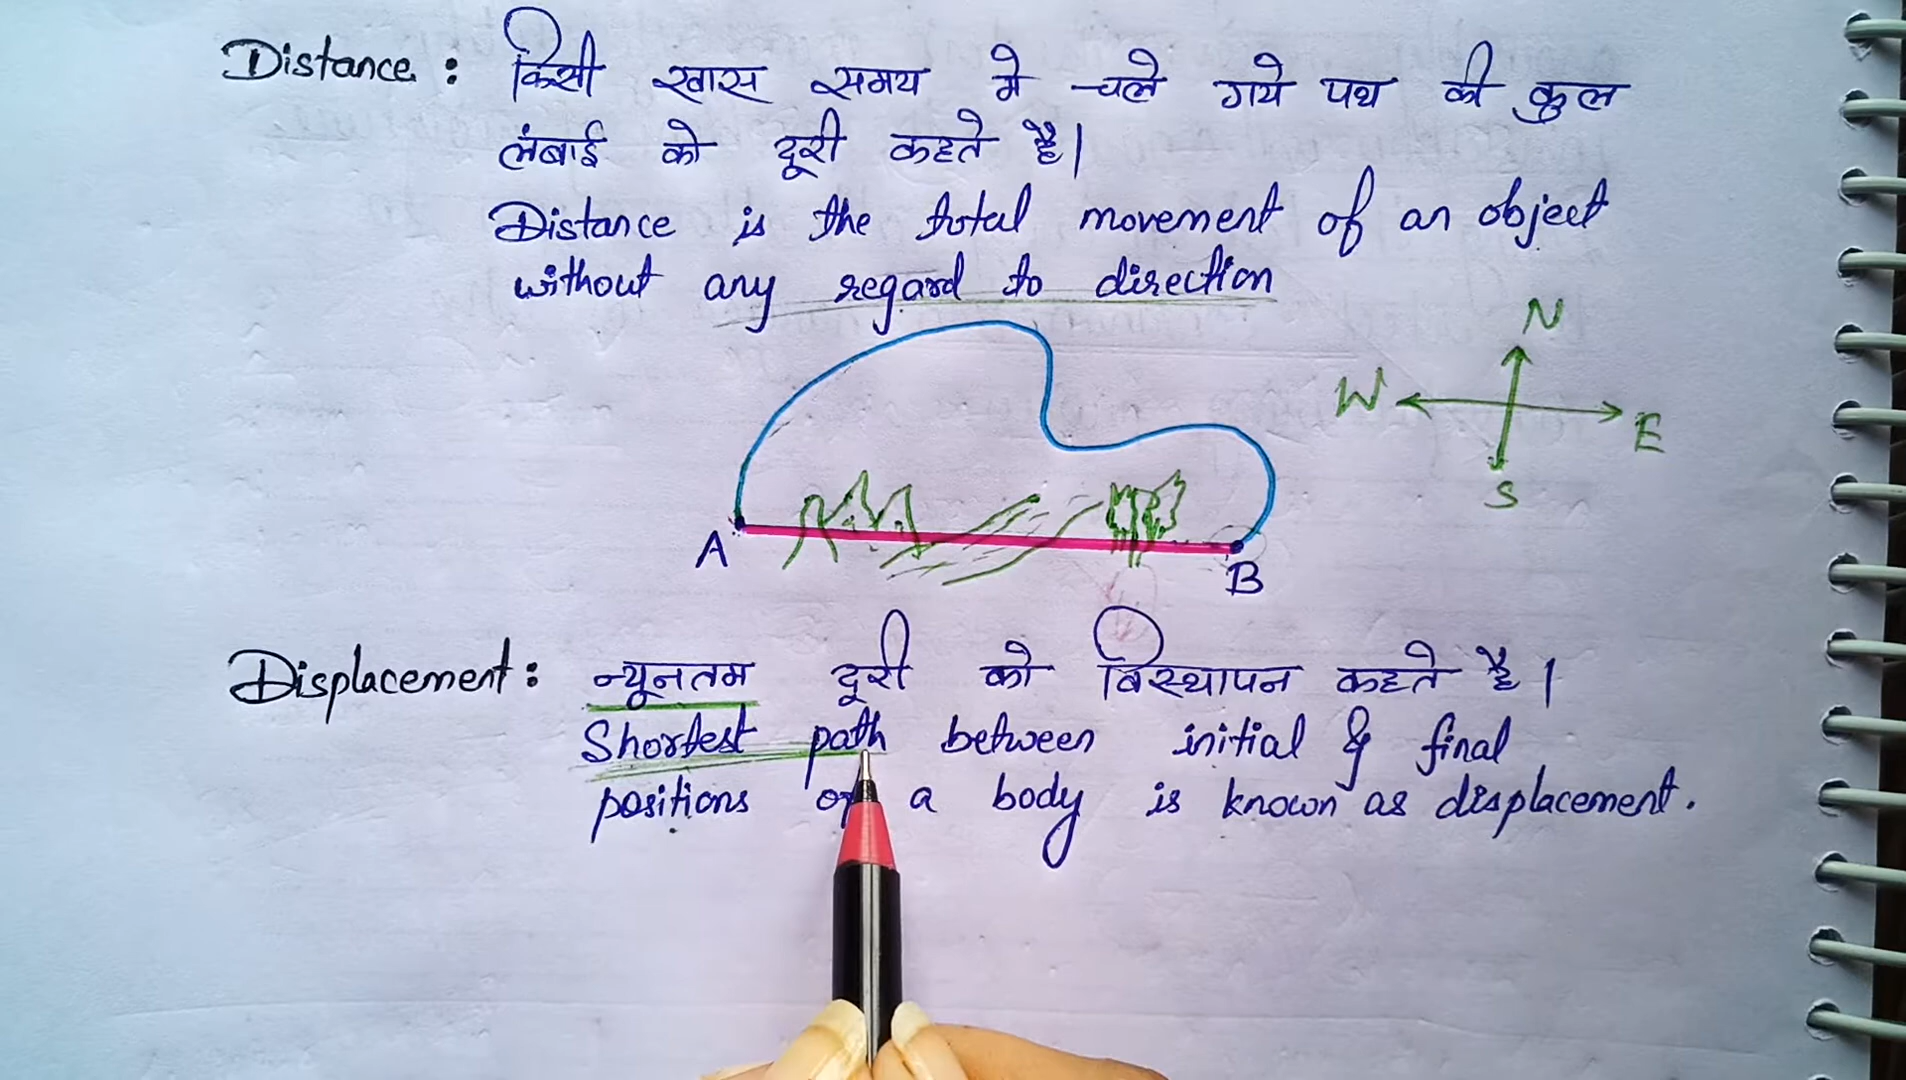 Distance : किसी खास समय मे चले गये पथ की कुल
लंबाई को दूरी कहते है|
Distance is the total movement of an object
without any regard to direction
N
W
E
S
A
B
Displacement : न्यूनतम दूरी को विस्थापन कहते है |
Shortest path between initial & final
positions of a body is known as displacement.